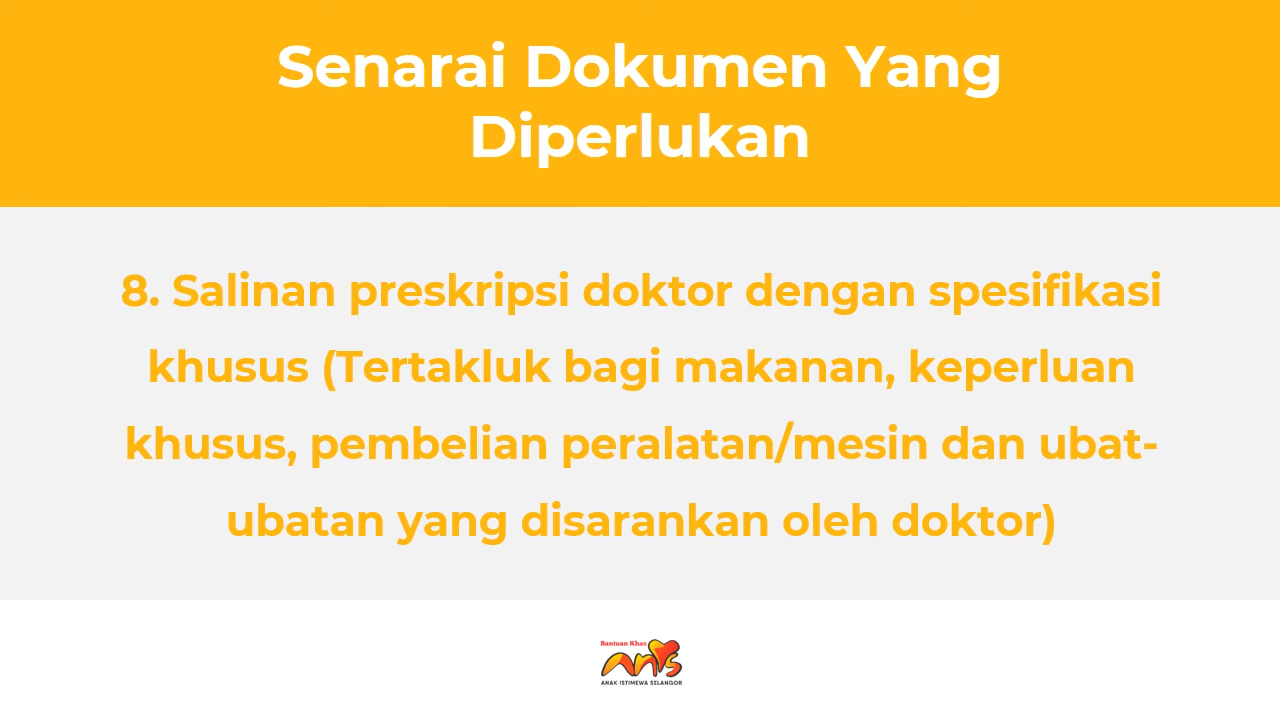 Senarai Dokumen Yang
Diperlukan
8. Salinan preskripsi doktor dengan spesifikasi
khusus (Tertakluk bagi makanan, keperluan
khusus, pembelian peralatan/mesin dan ubat-
ubatan yang disarankan oleh doktor)
Bantuan Khas
anis
ANAK ISTIMEWA SELANGOR